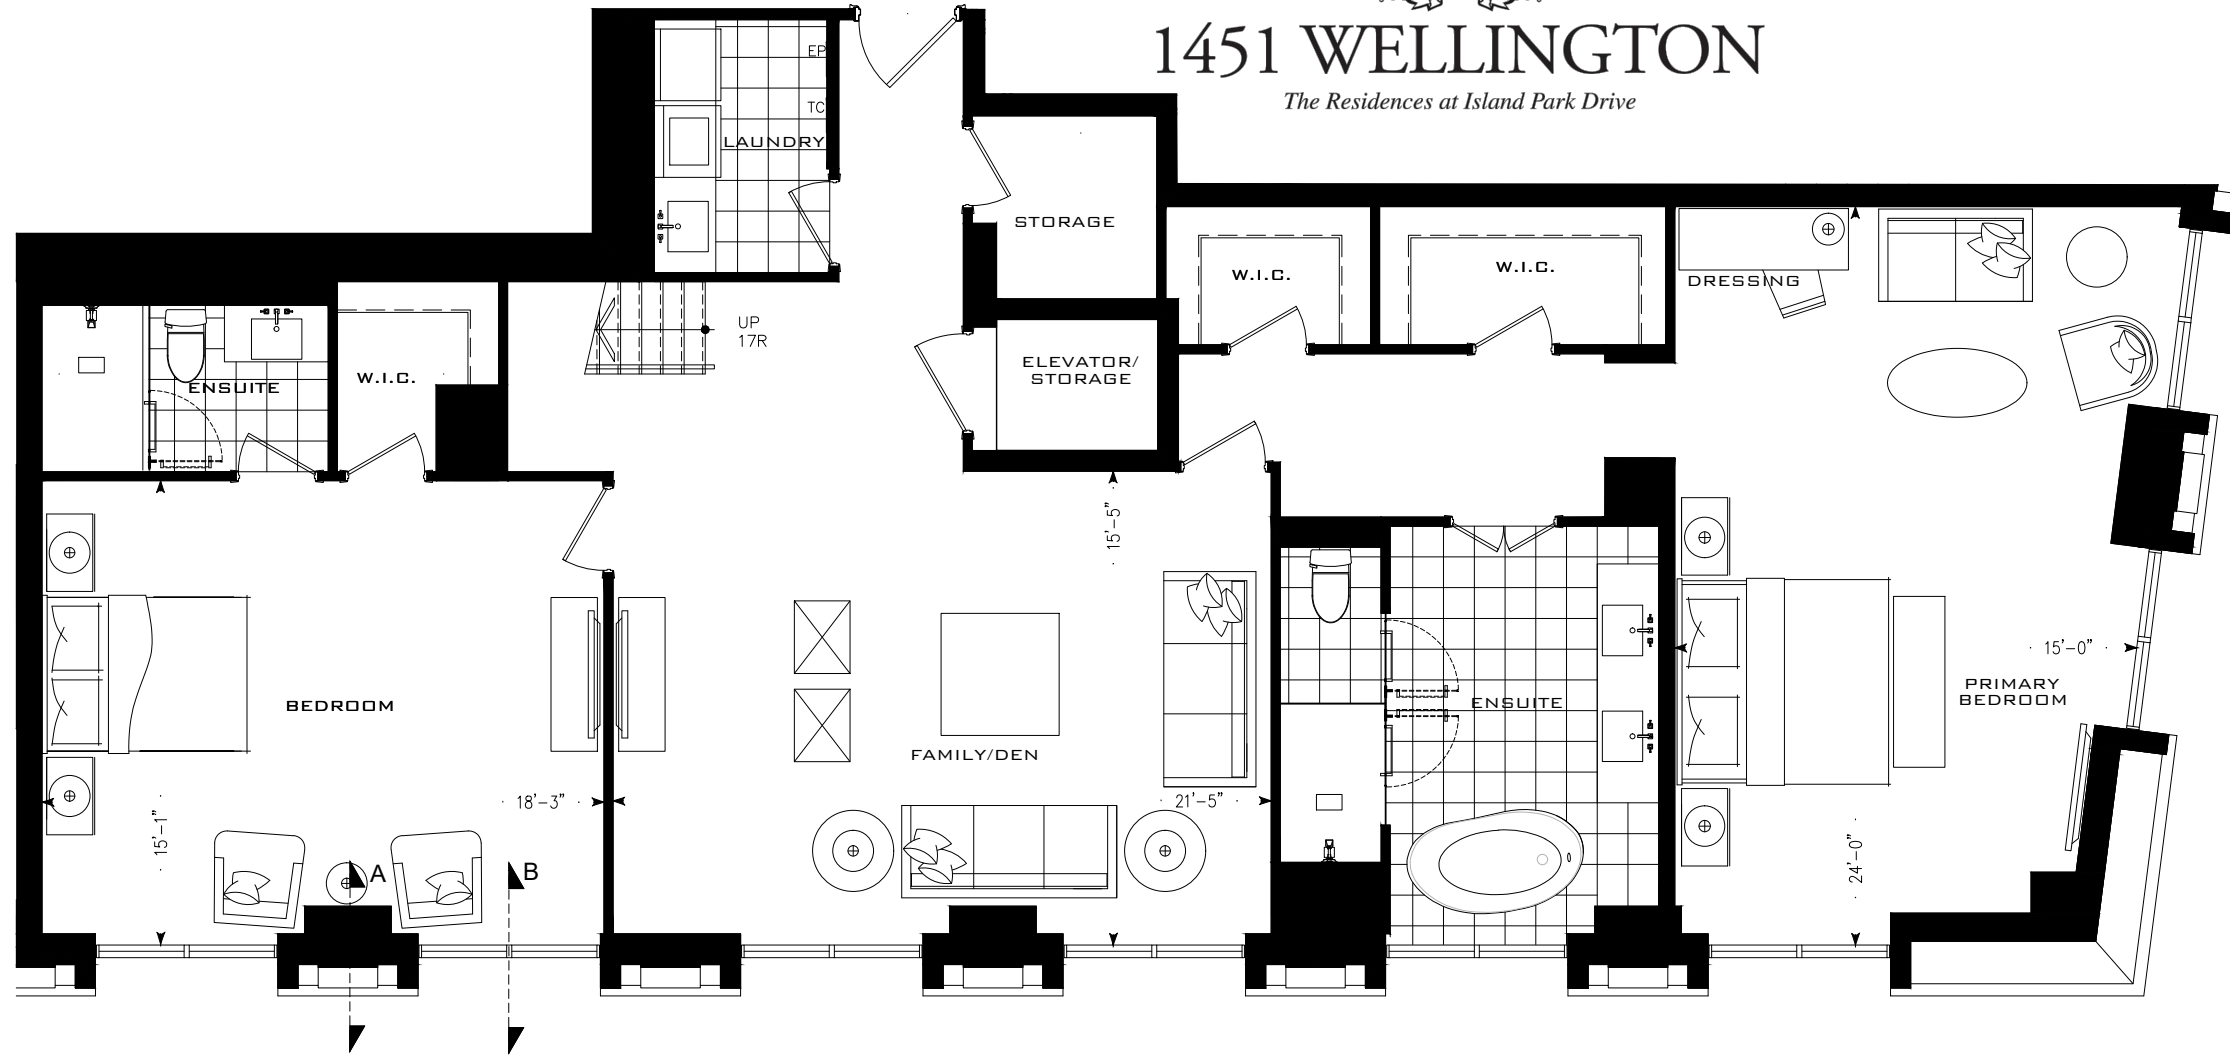 1451 WELLINGTON
The Residences at Island Park Drive
EP
TC
LAUNDRY
STORAGE
W.I.C.
W.I.C.
DRESSING
UP
17R
ELEVATOR/
STORAGE
W.I.C.
ENSUITE
15'-5"
15'-0"
PRIMARY
BEDROOM
ENSUITE
BEDROOM
FAMILY/DEN
18'-3"
21'-5"
15'-1"
24'-0"
A
B